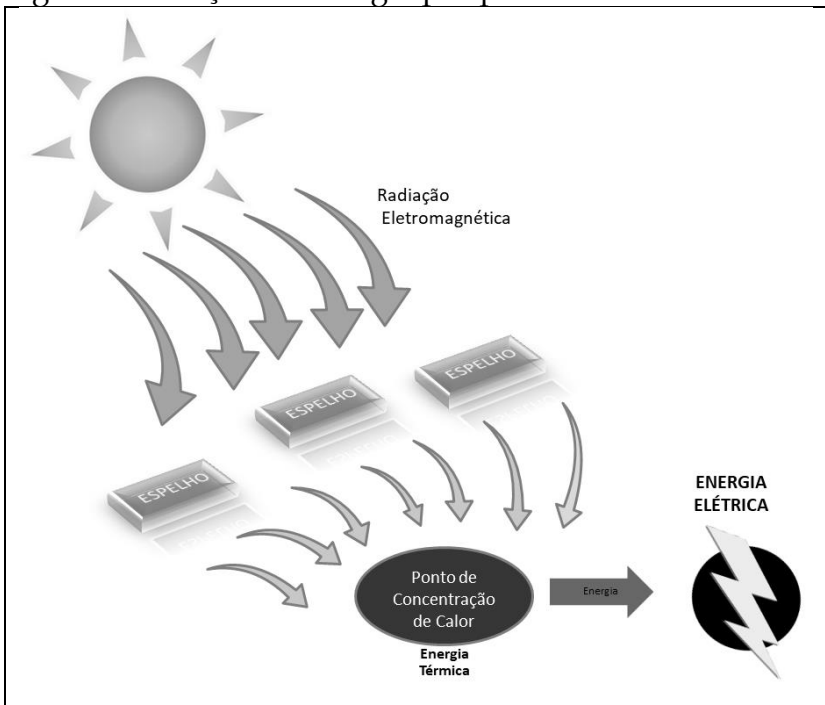 Radiação
Eletromagnética
ESPELHO
ESPELHO
ESPELHO
ENERGIA
ELÉTRICA
Ponto de
Concentração
de Calor
Energia
Energia
Térmica